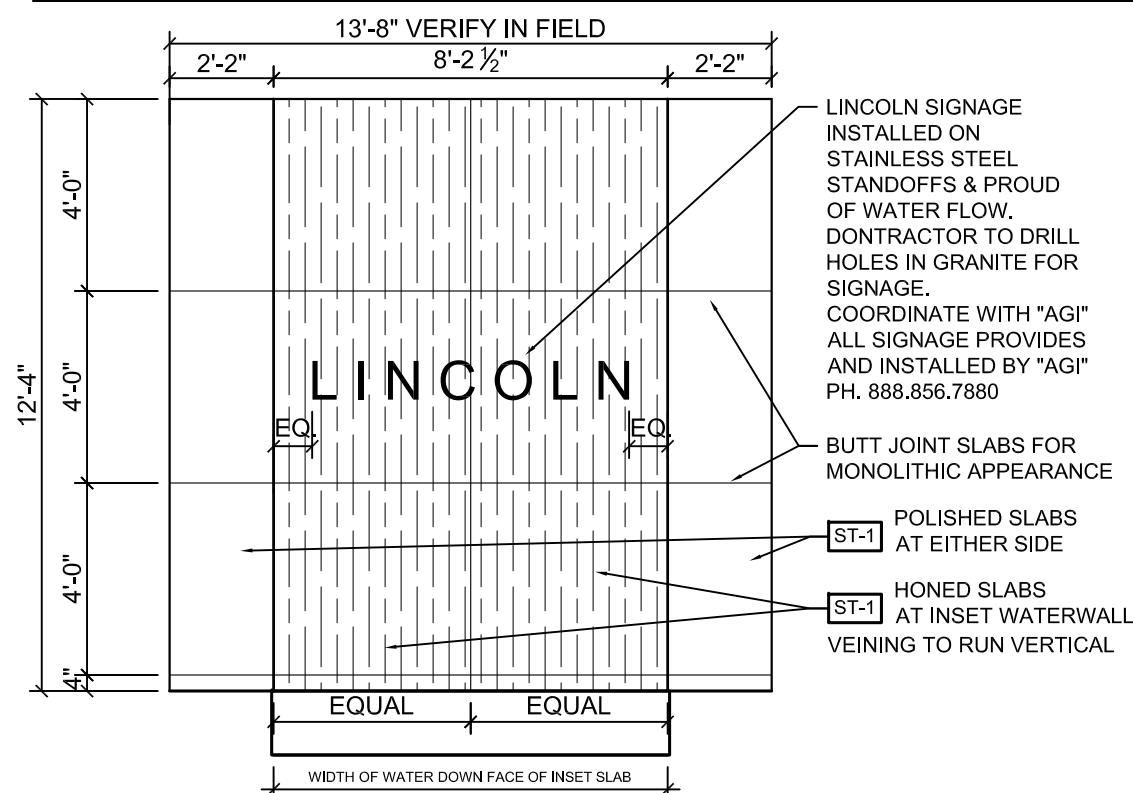 13'-8" VERIFY IN FIELD
2'-2"
8'-2 ½"
2'-2"
12'-4"
4'-0"
4'-0"
4'-0"
4"
LINCOLN
EQ.
EQ.
EQUAL
EQUAL
WIDTH OF WATER DOWN FACE OF INSET SLAB
LINCOLN SIGNAGE
INSTALLED ON
STAINLESS STEEL
STANDOFFS & PROUD
OF WATER FLOW.
DONTRACTOR TO DRILL
HOLES IN GRANITE FOR
SIGNAGE.
COORDINATE WITH "AGI"
ALL SIGNAGE PROVIDES
AND INSTALLED BY "AGI"
PH. 888.856.7880
BUTT JOINT SLABS FOR
MONOLITHIC APPEARANCE
ST-1
POLISHED SLABS
AT EITHER SIDE
ST-1
HONED SLABS
AT INSET WATERWALL
VEINING TO RUN VERTICAL